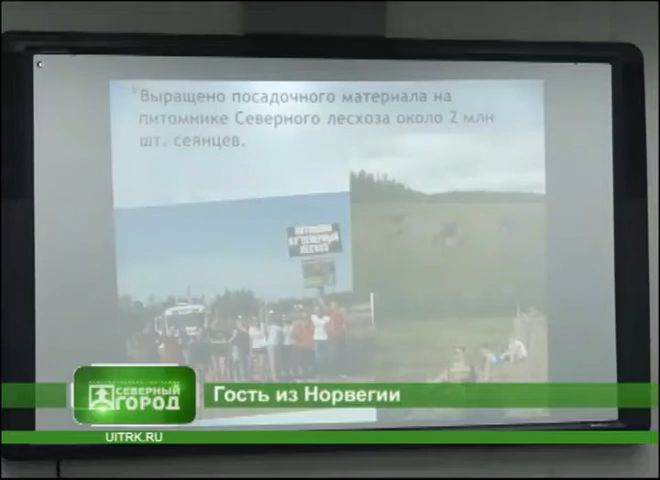 Выращено посадочного материала на
питомнике Северного лесхоза около 2 млн
шт. сеянцев.
ПИТОМНИК
СЕВЕРНЫЙ
ЛЕСХОЗ
СЕВЕРНЫЙ
ГОРОД
Гость из Норвегии
UITRK.RU